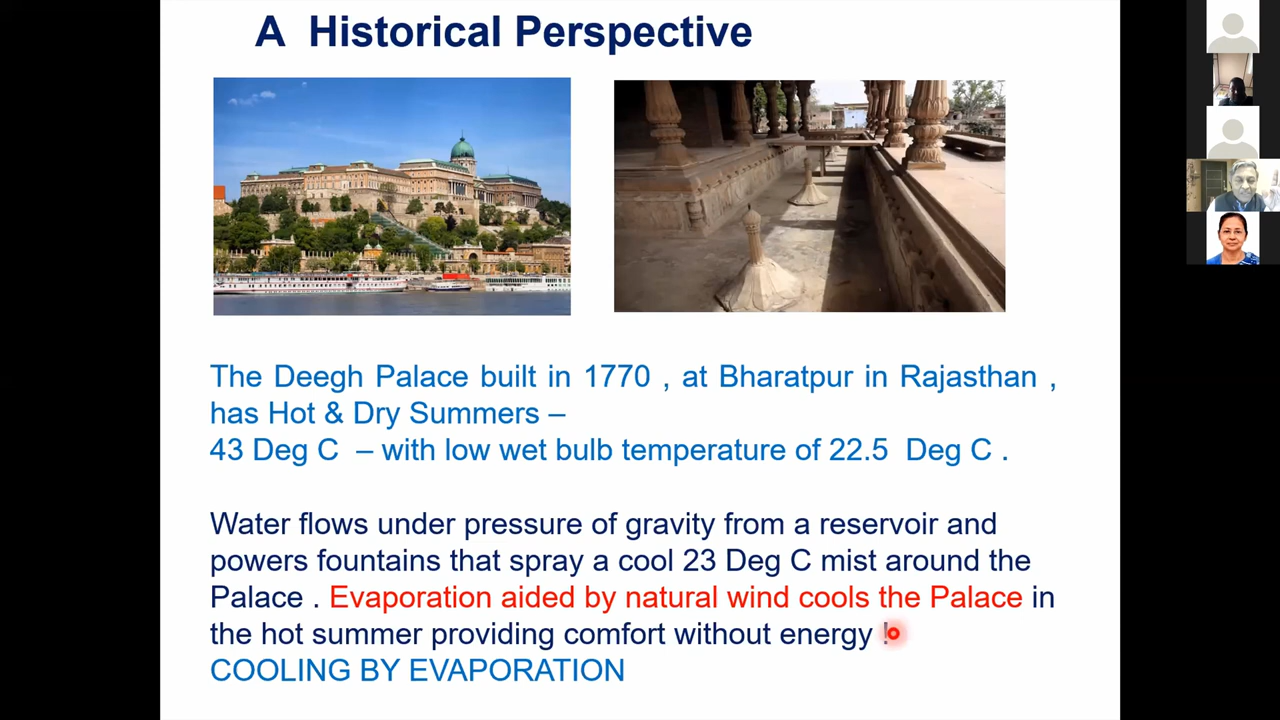 A Historical Perspective
The Deegh Palace built in 1770 , at Bharatpur in Rajasthan ,
has Hot & Dry Summers –
43 Deg C – with low wet bulb temperature of 22.5 Deg C .
Water flows under pressure of gravity from a reservoir and
powers fountains that spray a cool 23 Deg C mist around the
Palace . Evaporation aided by natural wind cools the Palace in
the hot summer providing comfort without energy !
COOLING BY EVAPORATION